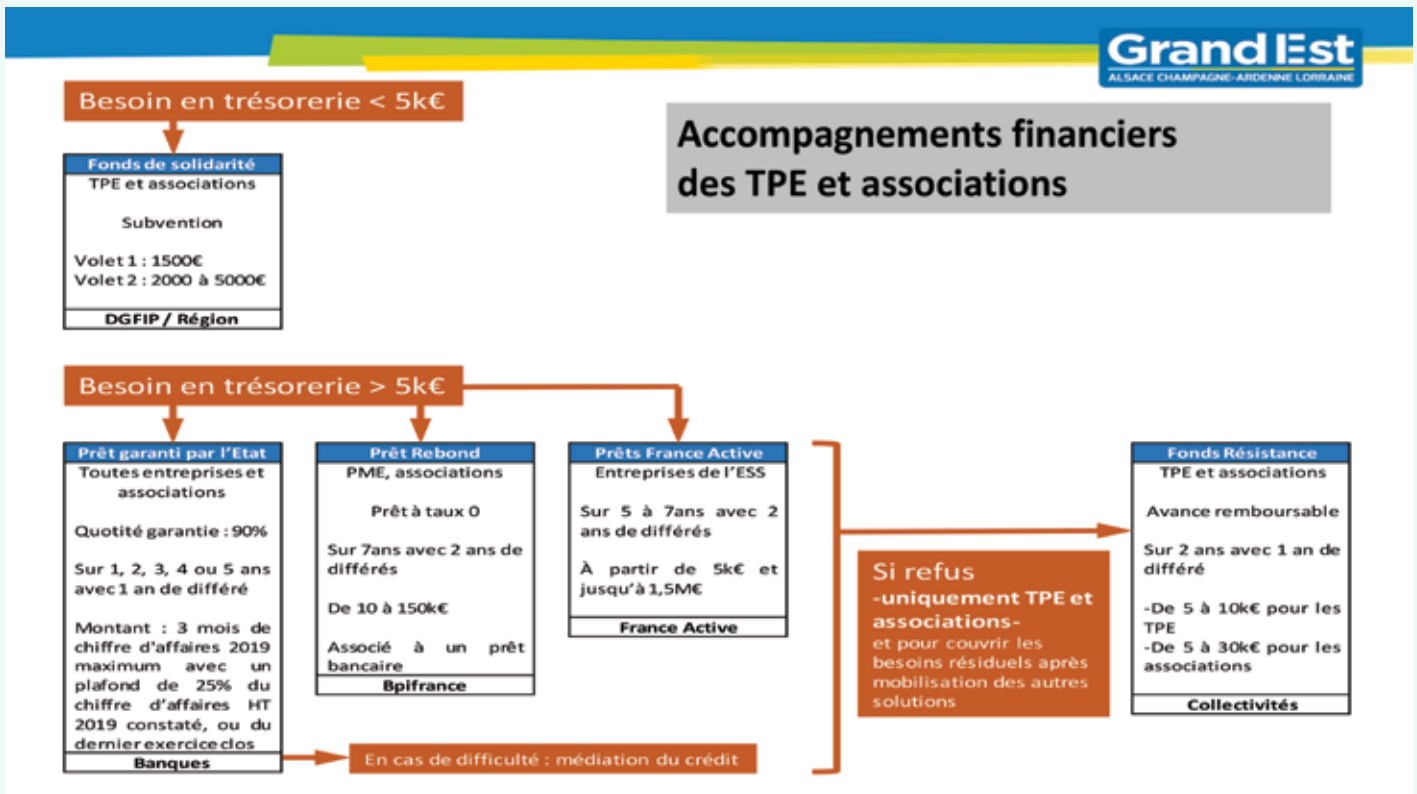 Grand Est
ALSACE CHAMPAGNE-ARDENNE LORRAINE
Besoin en trésorerie < 5k€
Accompagnements financiers
des TPE et associations
Fonds de solidarité
TPE et associations
Subvention
Volet 1 : 1500€
Volet 2 : 2000 à 5000€
DGFIP / Région
Besoin en trésorerie > 5k€
Prêt garanti par l'Etat
Toutes entreprises et
associations
Quotité garantie : 90%
Sur 1, 2, 3, 4 ou 5 ans
avec 1 an de différé
Montant : 3 mois de
chiffre d'affaires 2019
maximum avec un
plafond de 25% du
chiffre d'affaires HT
2019 constaté, ou du
dernier exercice clos
Banques
Prêt Rebond
PME, associations
Prêt à taux 0
Sur 7ans avec 2 ans de
différés
De 10 à 150k€
Associé à un prêt
bancaire
Bpifrance
Prêts France Active
Entreprises de l'ESS
Sur 5 à 7ans avec 2
ans de différés
À partir de 5k€ et
jusqu'à 1,5M€
France Active
En cas de difficulté : médiation du crédit
Si refus
-uniquement TPE et
associations-
et pour couvrir les
besoins résiduels après
mobilisation des autres
solutions
Fonds Résistance
TPE et associations
Avance remboursable
Sur 2 ans avec 1 an de
différé
-De 5 à 10k€ pour les
TPE
-De 5 à 30k€ pour les
associations
Collectivités